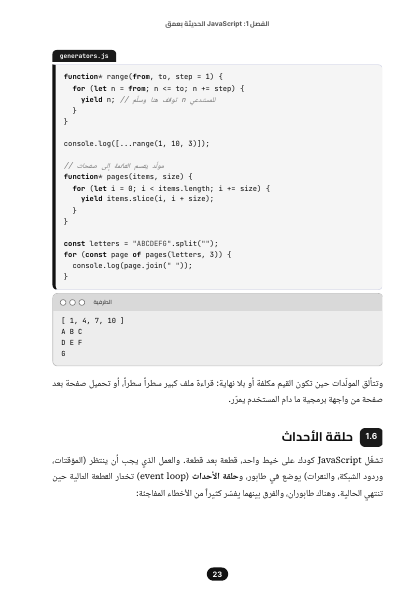 الفصل 1: JavaScript الحديثة بعمق
generators.js
function* range(from, to, step = 1) {
for (let n = from; n <= to; n += step) {
yield n; // توقف هنا وسلّم n للمستدعي
}
}
console.log([...range(1, 10, 3)]);
// مولّد يقسم القائمة إلى صفحات
function* pages(items, size) {
for (let i = 0; i < items.length; i += size) {
yield items.slice(i, i + size);
}
}
const letters = "ABCDEFG".split("");
for (const page of pages(letters, 3)) {
console.log(page.join(" "));
}
الطرفية
[ 1, 4, 7, 10 ]
A B C
D E F
G
وتتألق المولّدات حين تكون القيم مكلفة أو بلا نهاية: قراءة ملف كبير سطراً سطراً، أو تحميل صفحة بعد
صفحة من واجهة برمجية ما دام المستخدم يمرّر.
1.6 حلقة الأحداث
تشغّل JavaScript كودك على خيط واحد، قطعة بعد قطعة. والعمل الذي يجب أن ينتظر (المؤقتات،
وردود الشبكة، والنقرات) يوضع في طابور، وحلقة الأحداث (event loop) تختار القطعة التالية حين
تنتهي الحالية. وهناك طابوران، والفرق بينهما يفسّر كثيراً من الأخطاء المفاجئة:
23